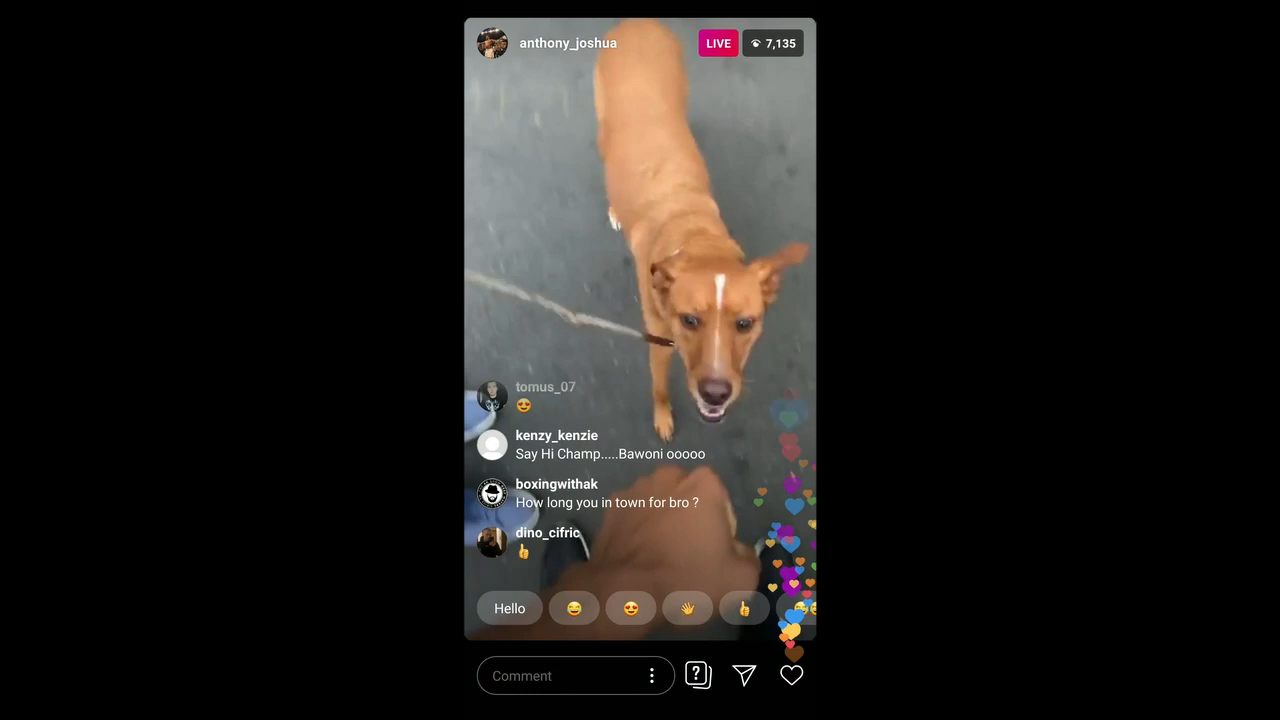 anthony_joshua
LIVE
7,135
tomus_07
😍
kenzy_kenzie
Say Hi Champ.....Bawoni ooooo
boxingwithak
How long you in town for bro ?
dino_cifric
👍
Hello 😂 😍 👋 👍
Comment